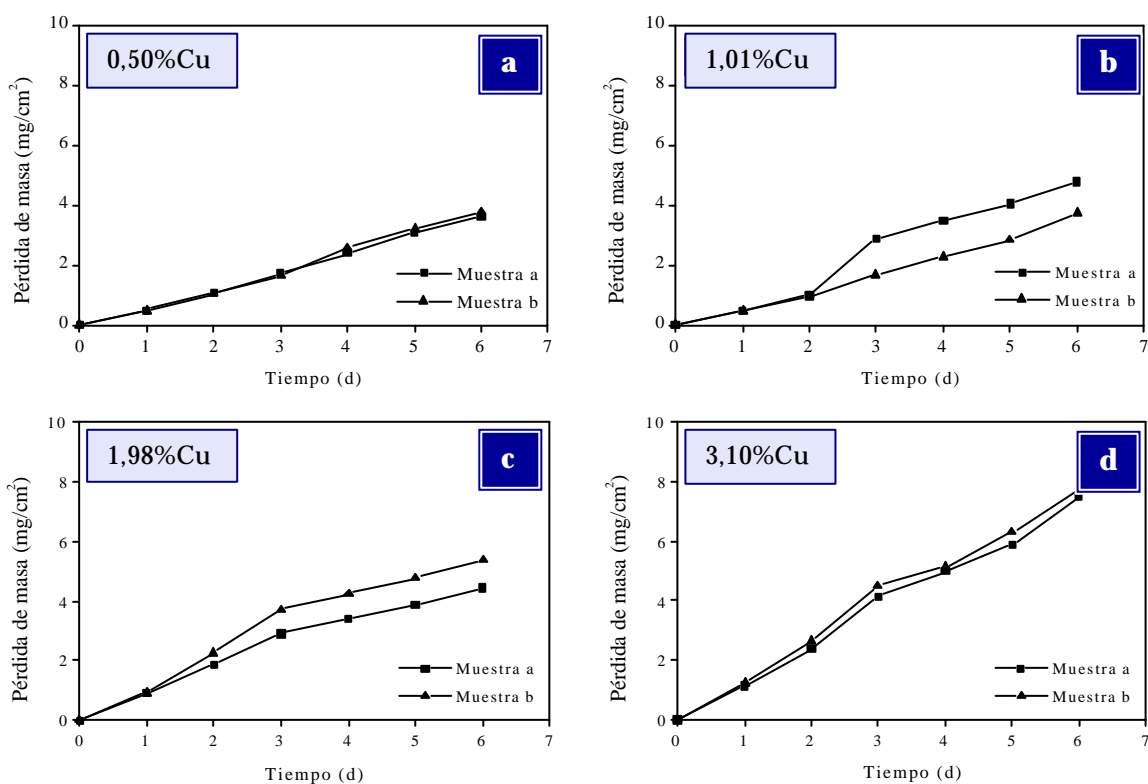 0,50%Cu
a
Pérdida de masa (mg/cm²)
10
8
6
4
2
0
Muestra a
Muestra b
0 1 2 3 4 5 6 7
Tiempo (d)
1,01%Cu
b
Pérdida de masa (mg/cm²)
10
8
6
4
2
0
Muestra a
Muestra b
0 1 2 3 4 5 6 7
Tiempo (d)
1,98%Cu
c
Pérdida de masa (mg/cm²)
10
8
6
4
2
0
Muestra a
Muestra b
0 1 2 3 4 5 6 7
Tiempo (d)
3,10%Cu
d
Pérdida de masa (mg/cm²)
10
8
6
4
2
0
Muestra a
Muestra b
0 1 2 3 4 5 6 7
Tiempo (d)